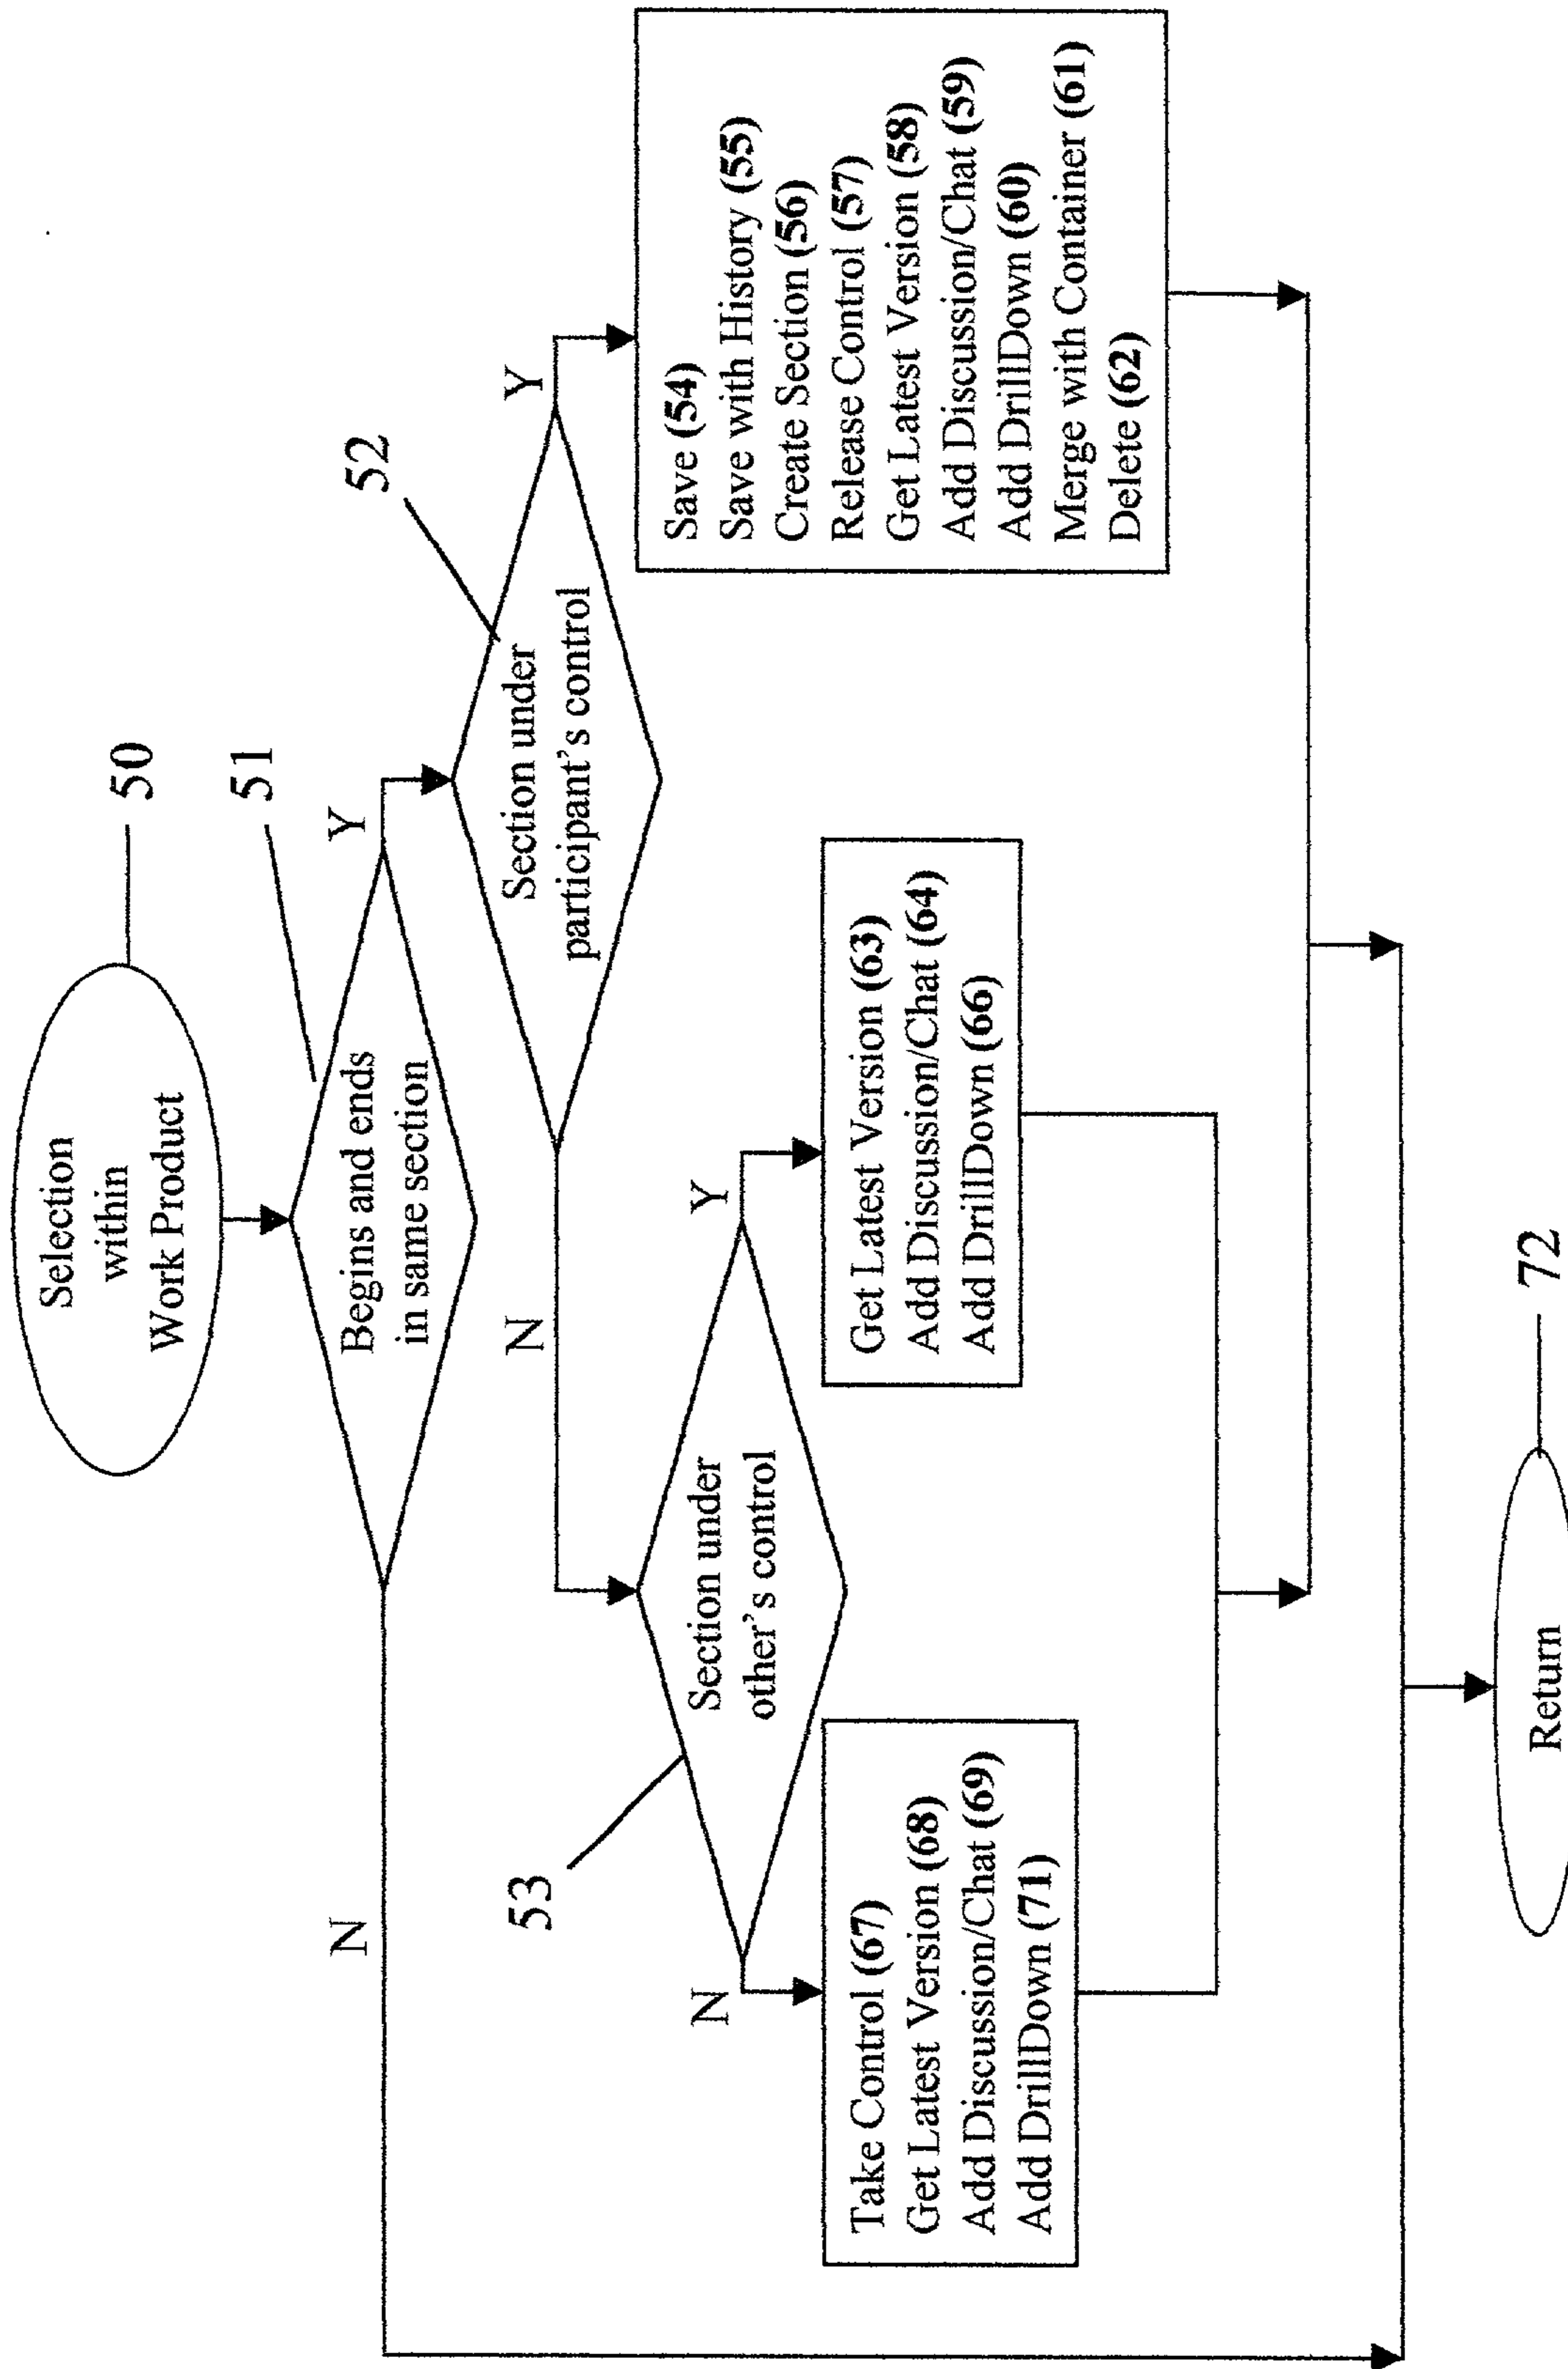 Selection
within
Work Product
50
51
Begins and ends
in same section
N
Y
52
Section under
participant's control
N
Y
53
Section under
other's control
N
Y
Save (54)
Save with History (55)
Create Section (56)
Release Control (57)
Get Latest Version (58)
Add Discussion/Chat (59)
Add DrillDown (60)
Merge with Container (61)
Delete (62)
Take Control (67)
Get Latest Version (68)
Add Discussion/Chat (69)
Add DrillDown (71)
Get Latest Version (63)
Add Discussion/Chat (64)
Add DrillDown (66)
Return
72